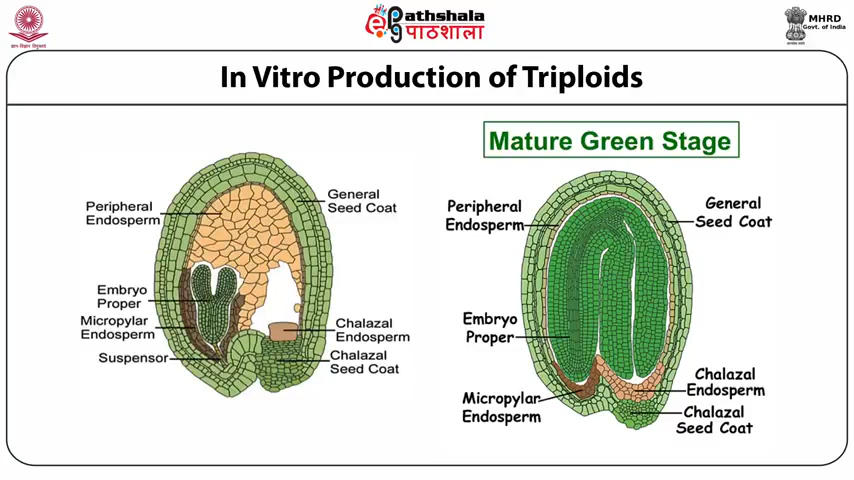 ज्ञान-विज्ञान विमुक्तये
e Pathshala
पाठशाला
MHRD
Govt. of India
In Vitro Production of Triploids
Peripheral
Endosperm
General
Seed Coat
Embryo
Proper
Micropylar
Endosperm
Suspensor
Chalazal
Endosperm
Chalazal
Seed Coat
Mature Green Stage
Peripheral
Endosperm
General
Seed Coat
Embryo
Proper
Micropylar
Endosperm
Chalazal
Endosperm
Chalazal
Seed Coat